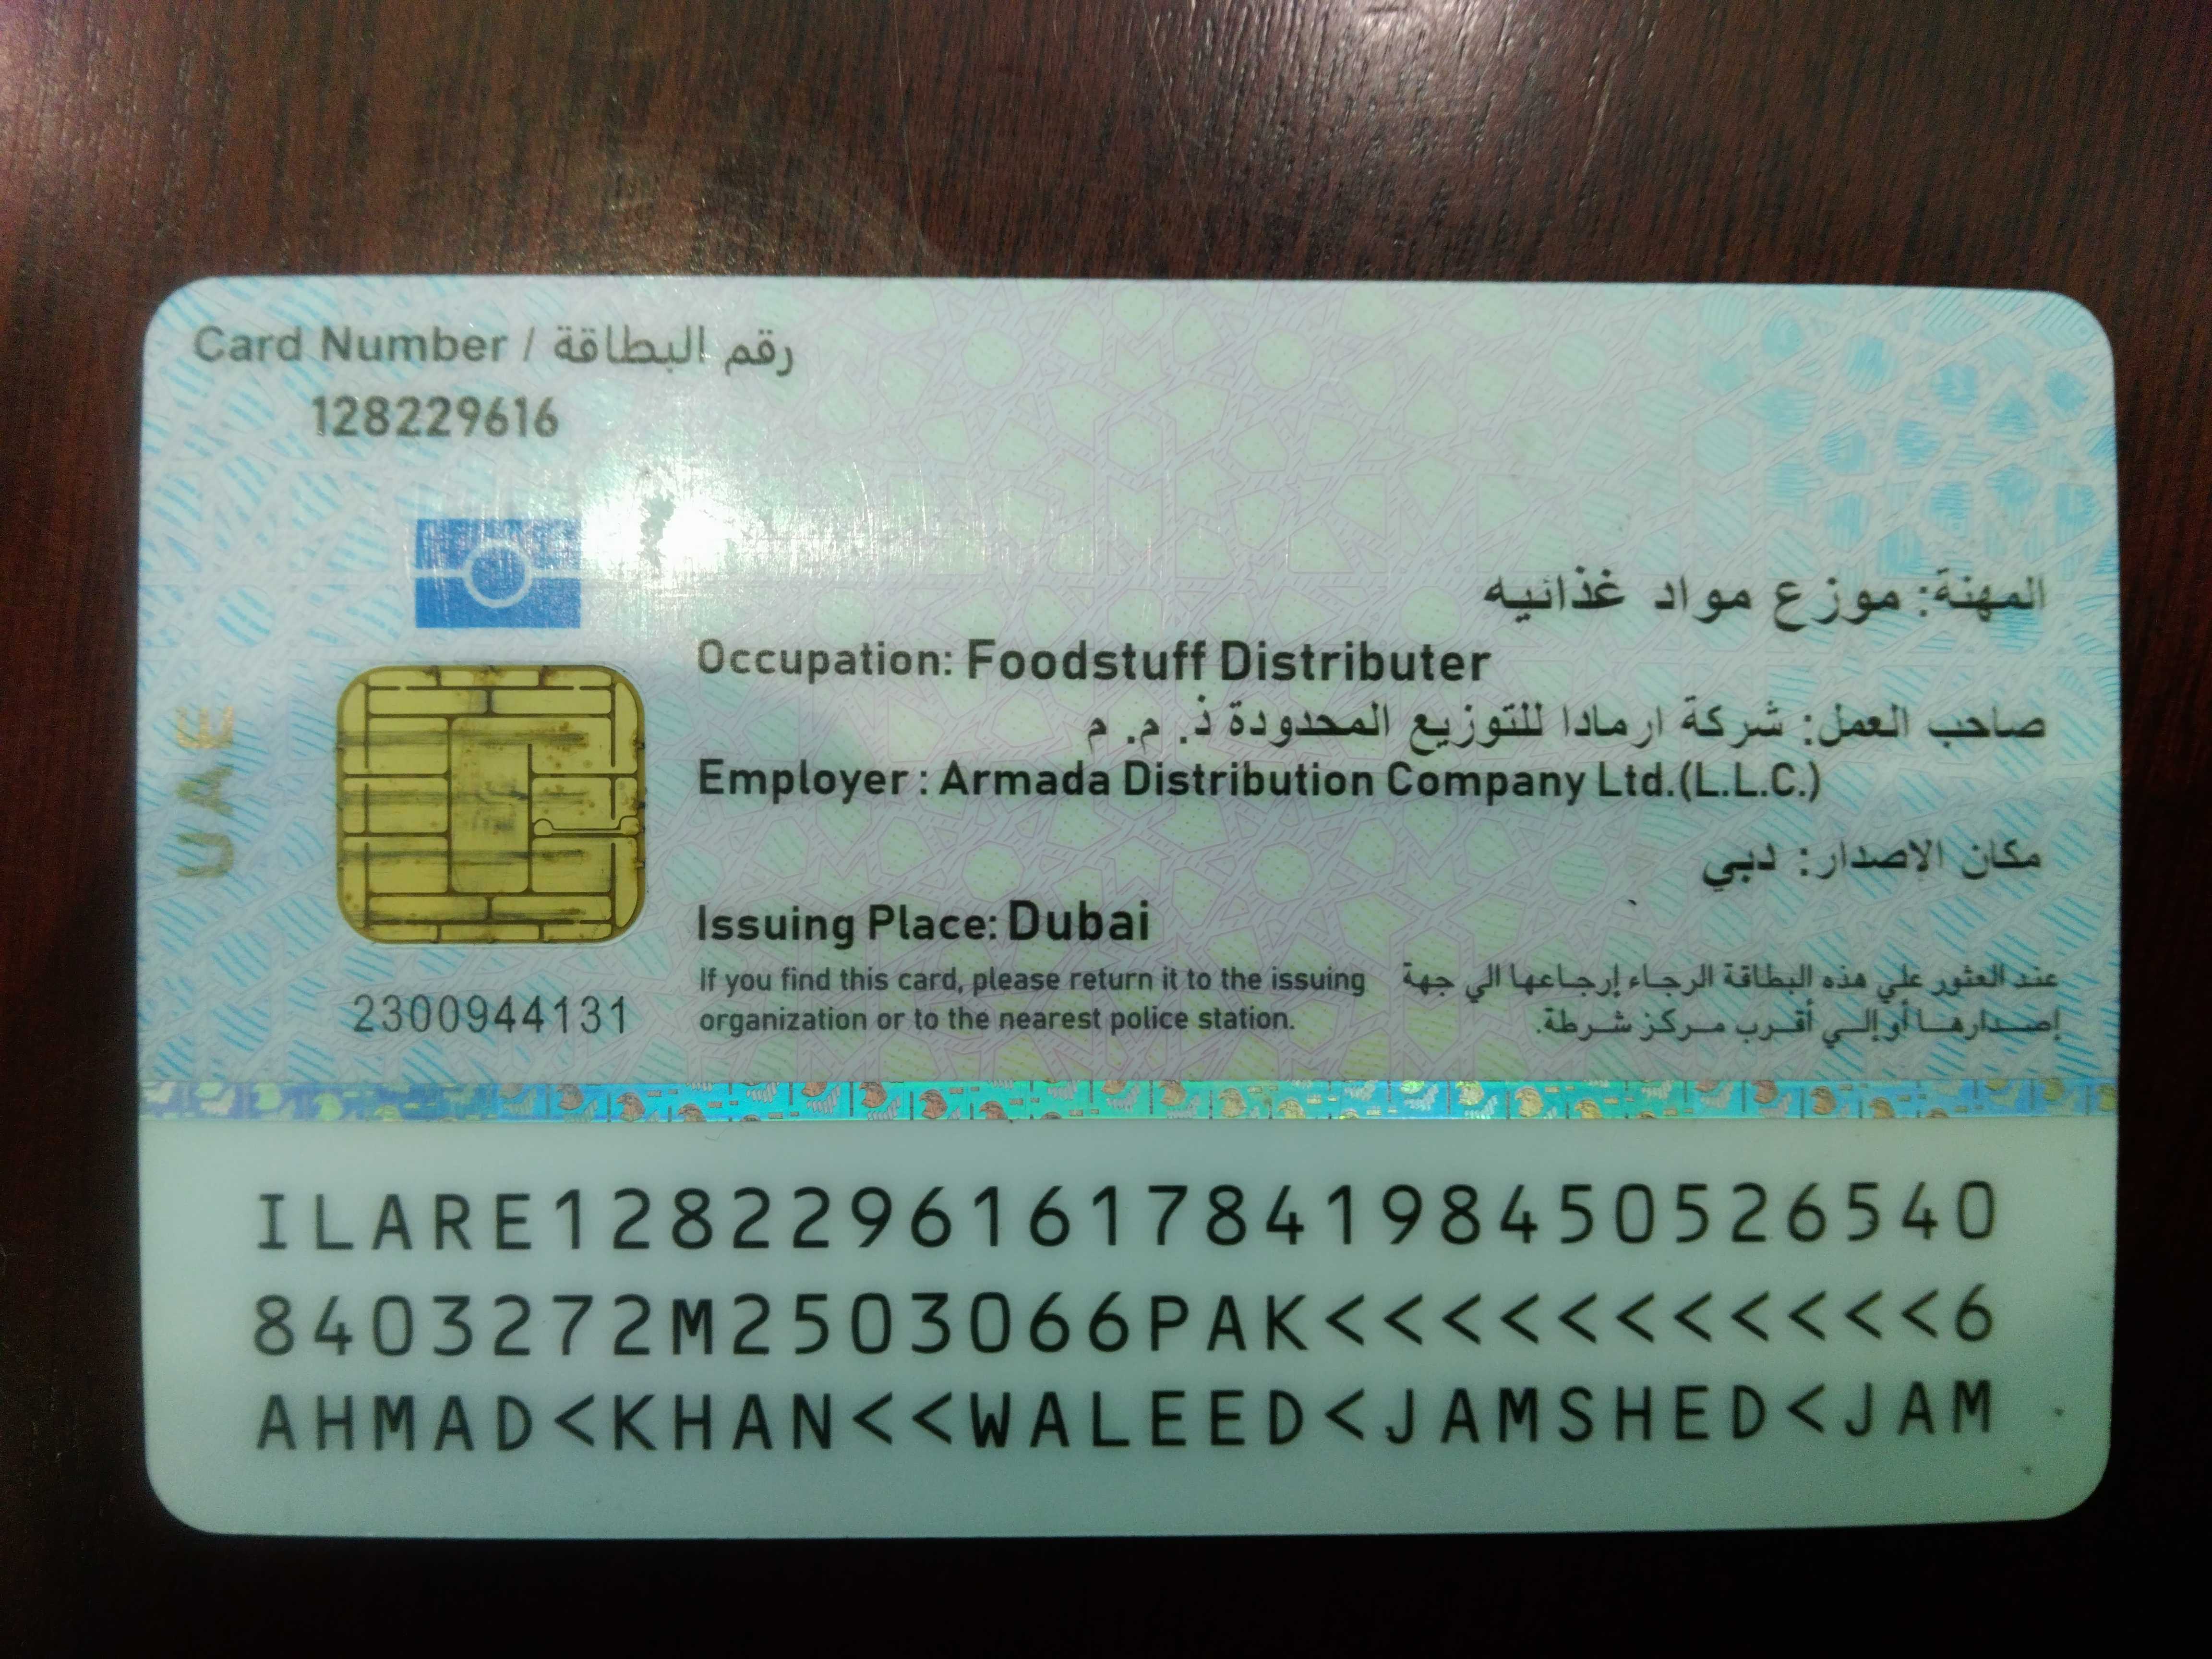 Card Number / رقم البطاقة
128229616
المهنة: موزع مواد غذائيه
Occupation: Foodstuff Distributer
صاحب العمل: شركة ارمادا للتوزيع المحدودة ذ. م. م
Employer : Armada Distribution Company Ltd.(L.L.C.)
مكان الاصدار: دبي
Issuing Place: Dubai
UAE
2300944131
If you find this card, please return it to the issuing
organization or to the nearest police station.
عند العثور علي هذه البطاقة الرجاء إرجاعها الي جهة
إصدارها أو إلي أقرب مركز شرطة.
ILARE1282296161784198450526540
8403272M2503066PAK<<<<<<<<<<<6
AHMAD<KHAN<<WALEED<JAMSHED<JAM